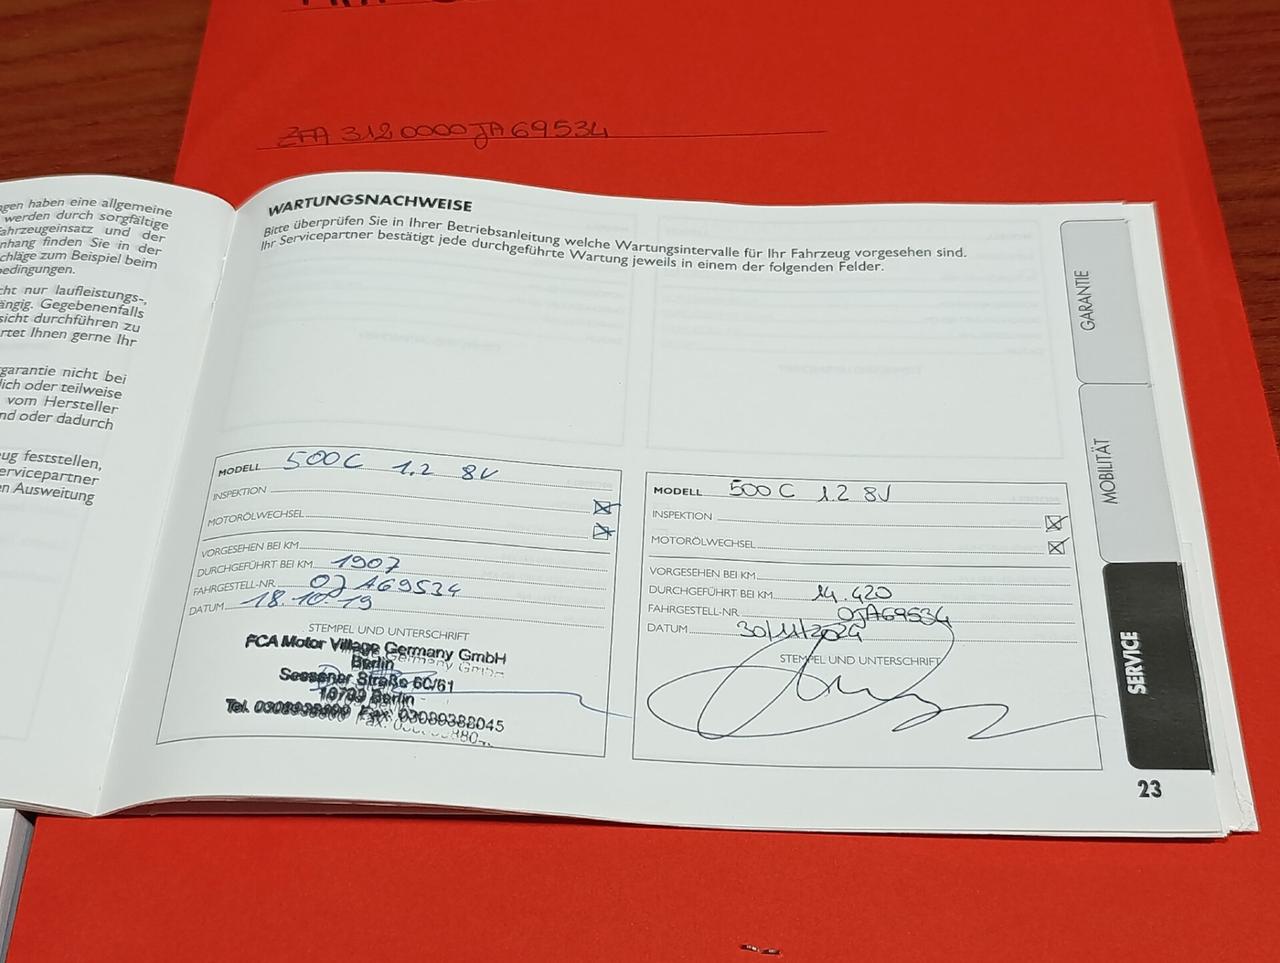 ZFA 3120000JA69534
gen haben eine allgemeine
werden durch sorgfältige
ahrzeugeinsatz und der
nhang finden Sie in der
chläge zum Beispiel beim
bedingungen.
cht nur laufleistungs-,
ängig. Gegebenenfalls
sicht durchführen zu
rtet Ihnen gerne Ihr
garantie nicht bei
lich oder teilweise
vom Hersteller
nd oder dadurch
ug feststellen,
ervicepartner
n Ausweitung
WARTUNGSNACHWEISE
Bitte überprüfen Sie in Ihrer Betriebsanleitung welche Wartungsintervalle für Ihr Fahrzeug vorgesehen sind.
Ihr Servicepartner bestätigt jede durchgeführte Wartung jeweils in einem der folgenden Felder.
MODELL 500C 1.2 8V
INSPEKTION
MOTORÖLWECHSEL
VORGESEHEN BEI KM
DURCHGEFÜHRT BEI KM 1907
FAHRGESTELL-NR. 0JA69534
DATUM 18.10.19
STEMPEL UND UNTERSCHRIFT
FCA Motor Village Germany GmbH
Berlin
Seesener Straße 60/61
10709 Berlin
Tel. Fax: 03089388045
MODELL 500C 1.2 8V
INSPEKTION
MOTORÖLWECHSEL
VORGESEHEN BEI KM
DURCHGEFÜHRT BEI KM 14.420
FAHRGESTELL-NR. 0JA69534
DATUM 30/11/2024
STEMPEL UND UNTERSCHRIFT
GARANTIE
MOBILITÄT
SERVICE
23